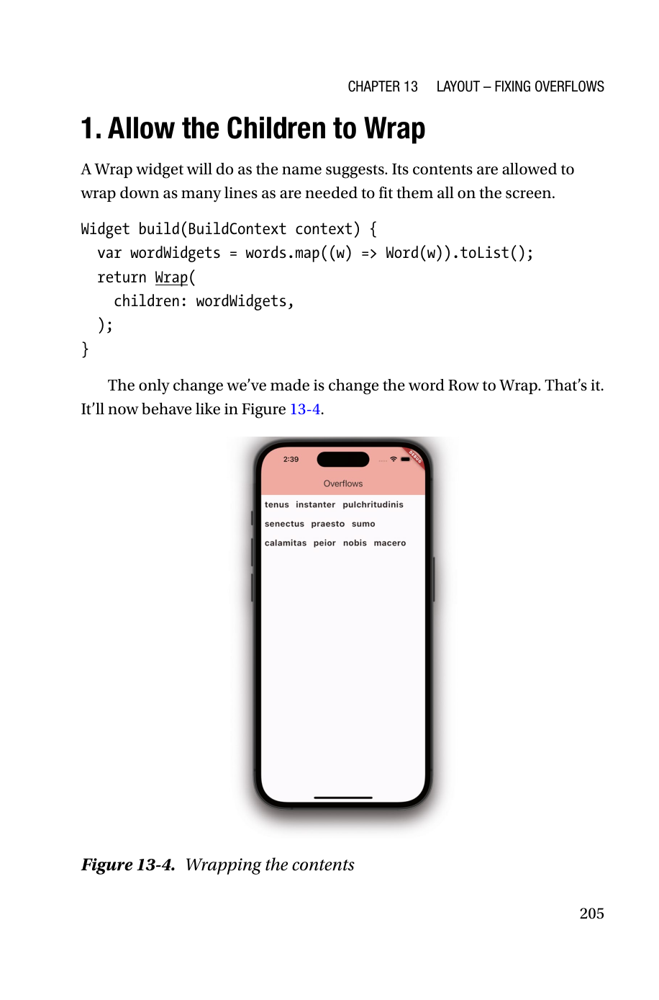 CHAPTER 13 LAYOUT – FIXING OVERFLOWS
1. Allow the Children to Wrap
A Wrap widget will do as the name suggests. Its contents are allowed to
wrap down as many lines as are needed to fit them all on the screen.
Widget build(BuildContext context) {
  var wordWidgets = words.map((w) => Word(w)).toList();
  return Wrap(
    children: wordWidgets,
  );
}
The only change we’ve made is change the word Row to Wrap. That’s it.
It’ll now behave like in Figure 13-4.
2:39
DEBUG
Overflows
tenus instanter pulchritudinis
senectus praesto sumo
calamitas peior nobis macero
Figure 13-4. Wrapping the contents
205